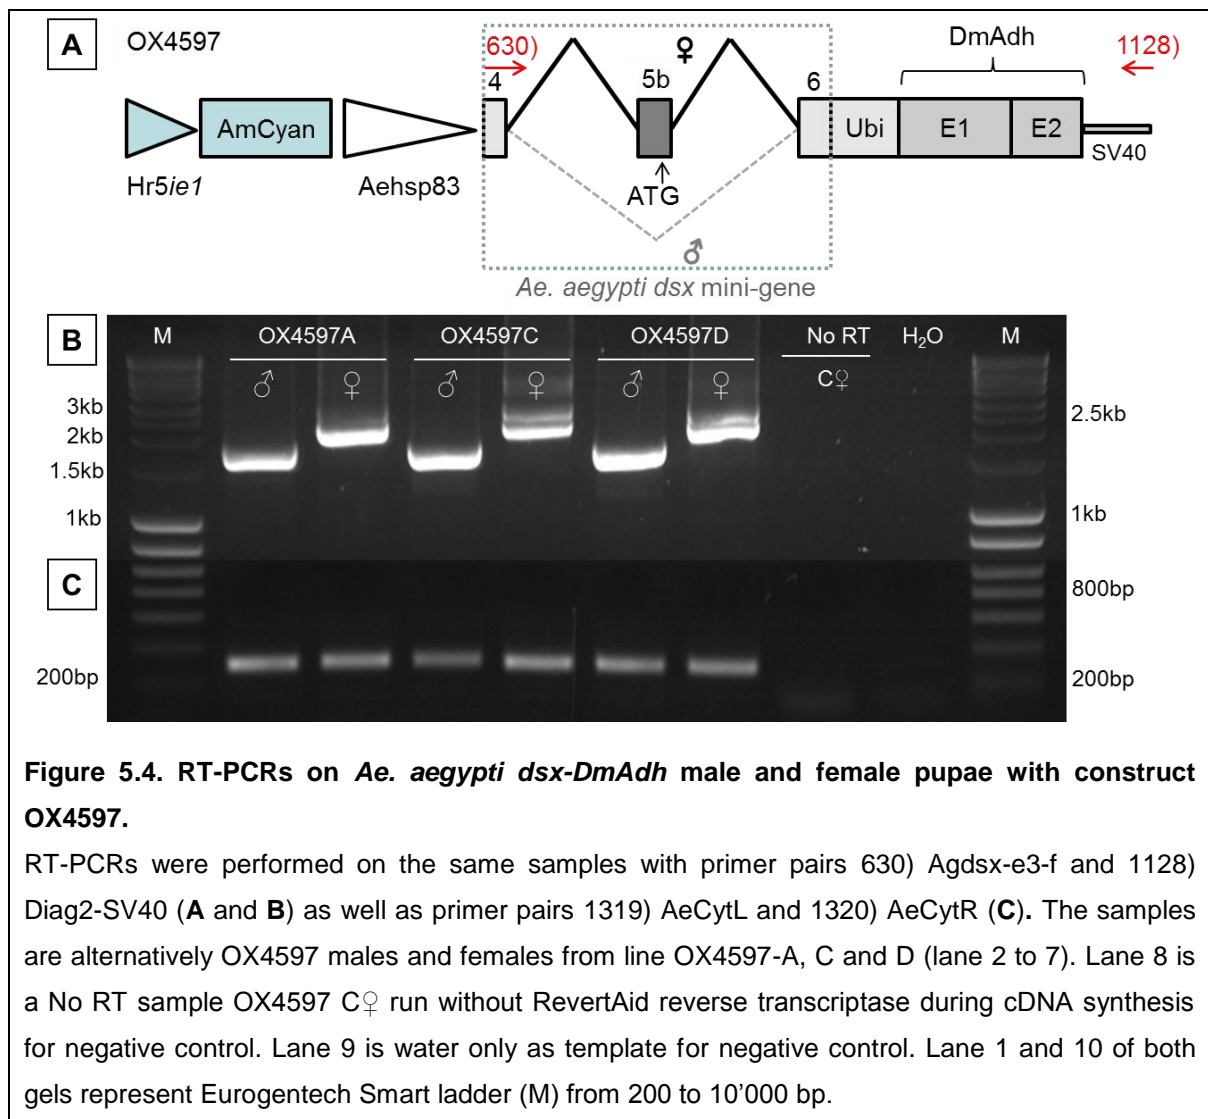 A OX4597
630) ♀ DmAdh 1128)
4 5b 6
AmCyan Ubi E1 E2
SV40
Hr5ie1 Aehsp83 ATG
♂
Ae. aegypti dsx mini-gene
B M OX4597A OX4597C OX4597D No RT H₂O M
♂ ♀ ♂ ♀ ♂ ♀ C♀
3kb 2.5kb
2kb
1.5kb
1kb 1kb
C 800bp
200bp 200bp
Figure 5.4. RT-PCRs on Ae. aegypti dsx-DmAdh male and female pupae with construct
OX4597.
RT-PCRs were performed on the same samples with primer pairs 630) Agdsx-e3-f and 1128)
Diag2-SV40 (A and B) as well as primer pairs 1319) AeCytL and 1320) AeCytR (C). The samples
are alternatively OX4597 males and females from line OX4597-A, C and D (lane 2 to 7). Lane 8 is
a No RT sample OX4597 C♀ run without RevertAid reverse transcriptase during cDNA synthesis
for negative control. Lane 9 is water only as template for negative control. Lane 1 and 10 of both
gels represent Eurogentech Smart ladder (M) from 200 to 10’000 bp.